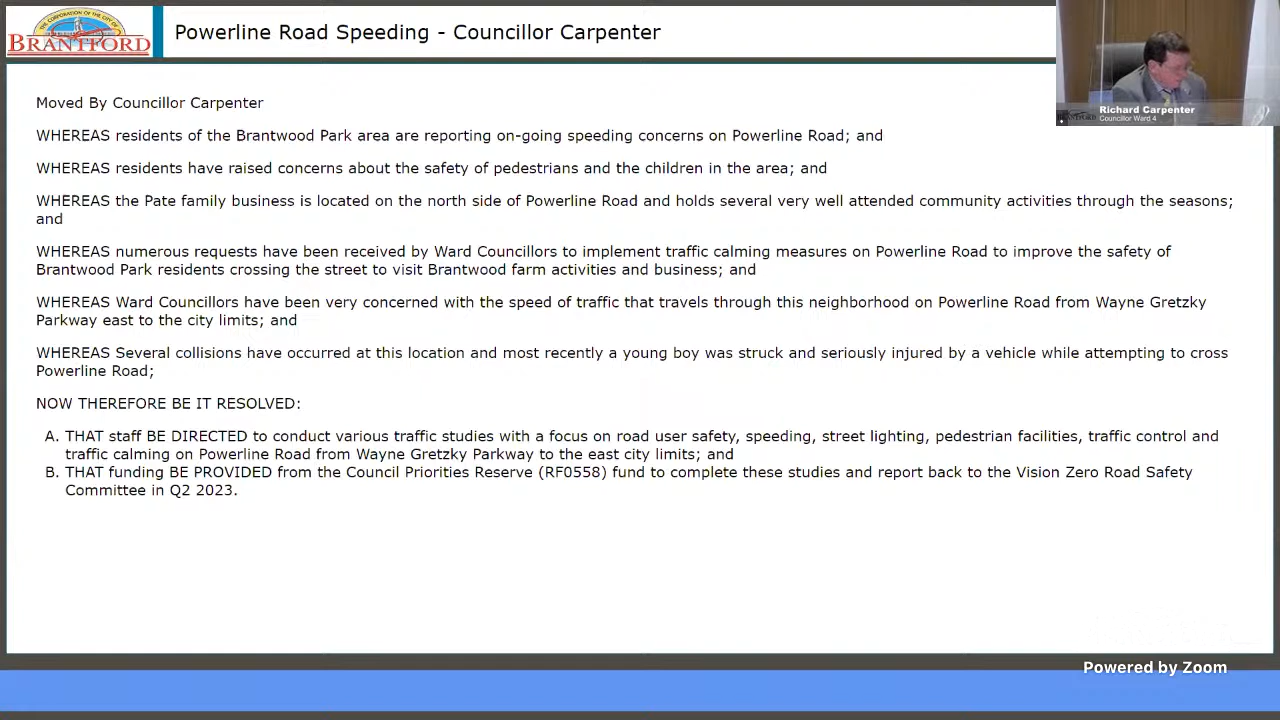 THE CORPORATION OF THE CITY OF
BRANTFORD
Powerline Road Speeding - Councillor Carpenter
Richard Carpenter
Councillor Ward 4
Moved By Councillor Carpenter
WHEREAS residents of the Brantwood Park area are reporting on-going speeding concerns on Powerline Road; and
WHEREAS residents have raised concerns about the safety of pedestrians and the children in the area; and
WHEREAS the Pate family business is located on the north side of Powerline Road and holds several very well attended community activities through the seasons;
and
WHEREAS numerous requests have been received by Ward Councillors to implement traffic calming measures on Powerline Road to improve the safety of
Brantwood Park residents crossing the street to visit Brantwood farm activities and business; and
WHEREAS Ward Councillors have been very concerned with the speed of traffic that travels through this neighborhood on Powerline Road from Wayne Gretzky
Parkway east to the city limits; and
WHEREAS Several collisions have occurred at this location and most recently a young boy was struck and seriously injured by a vehicle while attempting to cross
Powerline Road;
NOW THEREFORE BE IT RESOLVED:
A. THAT staff BE DIRECTED to conduct various traffic studies with a focus on road user safety, speeding, street lighting, pedestrian facilities, traffic control and
traffic calming on Powerline Road from Wayne Gretzky Parkway to the east city limits; and
B. THAT funding BE PROVIDED from the Council Priorities Reserve (RF0558) fund to complete these studies and report back to the Vision Zero Road Safety
Committee in Q2 2023.
Powered by Zoom